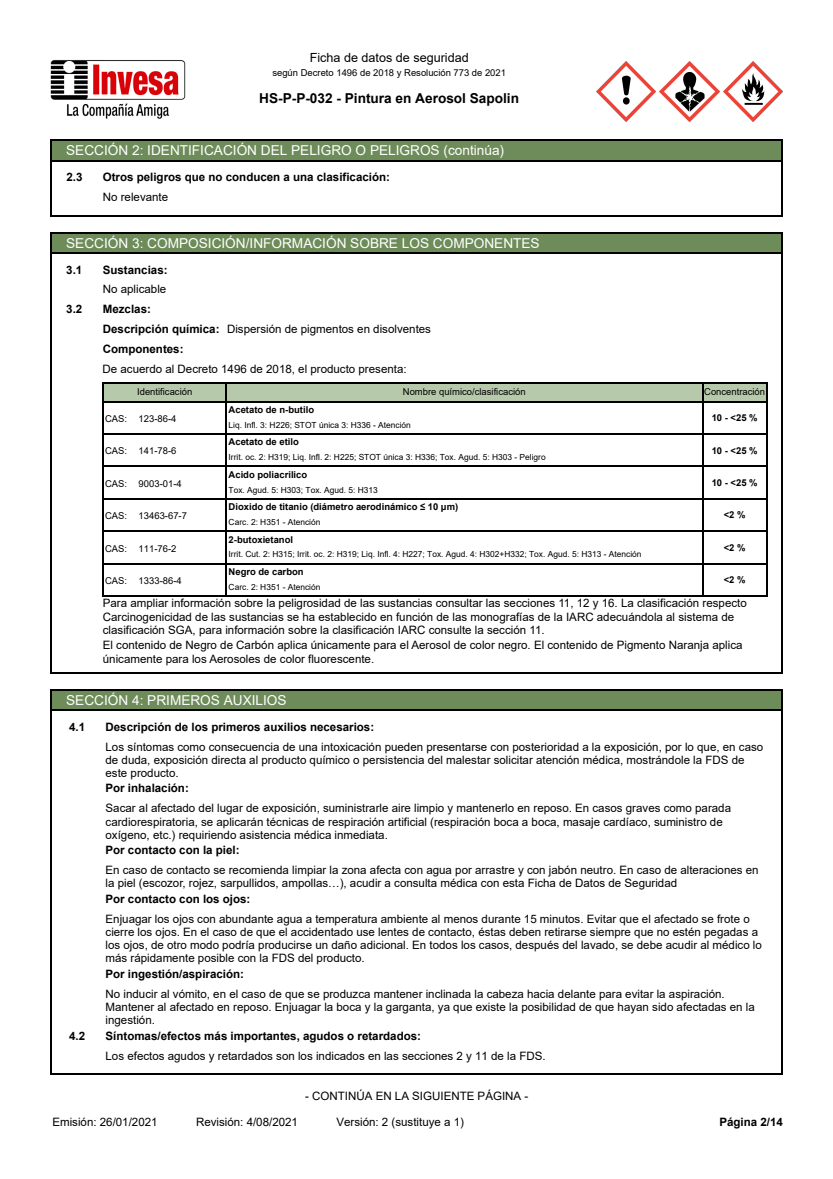 Invesa
La Compañía Amiga
Ficha de datos de seguridad
según Decreto 1496 de 2018 y Resolución 773 de 2021
HS-P-P-032 - Pintura en Aerosol Sapolin
SECCIÓN 2: IDENTIFICACIÓN DEL PELIGRO O PELIGROS (continúa)
2.3 Otros peligros que no conducen a una clasificación:
No relevante
SECCIÓN 3: COMPOSICIÓN/INFORMACIÓN SOBRE LOS COMPONENTES
3.1 Sustancias:
No aplicable
3.2 Mezclas:
Descripción química: Dispersión de pigmentos en disolventes
Componentes:
De acuerdo al Decreto 1496 de 2018, el producto presenta:
Identificación Nombre químico/clasificación Concentración
CAS: 123-86-4
Acetato de n-butilo
Liq. Infl. 3: H226; STOT única 3: H336 - Atención
10 - <25 %
CAS: 141-78-6
Acetato de etilo
Irrit. oc. 2: H319; Liq. Infl. 2: H225; STOT única 3: H336; Tox. Agud. 5: H303 - Peligro
10 - <25 %
CAS: 9003-01-4
Acido poliacrilico
Tox. Agud. 5: H303; Tox. Agud. 5: H313
10 - <25 %
CAS: 13463-67-7
Dioxido de titanio (diámetro aerodinámico ≤ 10 µm)
Carc. 2: H351 - Atención
<2 %
CAS: 111-76-2
2-butoxietanol
Irrit. Cut. 2: H315; Irrit. oc. 2: H319; Liq. Infl. 4: H227; Tox. Agud. 4: H302+H332; Tox. Agud. 5: H313 - Atención
<2 %
CAS: 1333-86-4
Negro de carbon
Carc. 2: H351 - Atención
<2 %
Para ampliar información sobre la peligrosidad de las sustancias consultar las secciones 11, 12 y 16. La clasificación respecto
Carcinogenicidad de las sustancias se ha establecido en función de las monografías de la IARC adecuándola al sistema de
clasificación SGA, para información sobre la clasificación IARC consulte la sección 11.
El contenido de Negro de Carbón aplica únicamente para el Aerosol de color negro. El contenido de Pigmento Naranja aplica
únicamente para los Aerosoles de color fluorescente.
SECCIÓN 4: PRIMEROS AUXILIOS
4.1 Descripción de los primeros auxilios necesarios:
Los síntomas como consecuencia de una intoxicación pueden presentarse con posterioridad a la exposición, por lo que, en caso
de duda, exposición directa al producto químico o persistencia del malestar solicitar atención médica, mostrándole la FDS de
este producto.
Por inhalación:
Sacar al afectado del lugar de exposición, suministrarle aire limpio y mantenerlo en reposo. En casos graves como parada
cardiorespiratoria, se aplicarán técnicas de respiración artificial (respiración boca a boca, masaje cardíaco, suministro de
oxígeno, etc.) requiriendo asistencia médica inmediata.
Por contacto con la piel:
En caso de contacto se recomienda limpiar la zona afecta con agua por arrastre y con jabón neutro. En caso de alteraciones en
la piel (escozor, rojez, sarpullidos, ampollas…), acudir a consulta médica con esta Ficha de Datos de Seguridad
Por contacto con los ojos:
Enjuagar los ojos con abundante agua a temperatura ambiente al menos durante 15 minutos. Evitar que el afectado se frote o
cierre los ojos. En el caso de que el accidentado use lentes de contacto, éstas deben retirarse siempre que no estén pegadas a
los ojos, de otro modo podría producirse un daño adicional. En todos los casos, después del lavado, se debe acudir al médico lo
más rápidamente posible con la FDS del producto.
Por ingestión/aspiración:
No inducir al vómito, en el caso de que se produzca mantener inclinada la cabeza hacia delante para evitar la aspiración.
Mantener al afectado en reposo. Enjuagar la boca y la garganta, ya que existe la posibilidad de que hayan sido afectadas en la
ingestión.
4.2 Síntomas/efectos más importantes, agudos o retardados:
Los efectos agudos y retardados son los indicados en las secciones 2 y 11 de la FDS.
- CONTINÚA EN LA SIGUIENTE PÁGINA -
Emisión: 26/01/2021 Revisión: 4/08/2021 Versión: 2 (sustituye a 1) Página 2/14